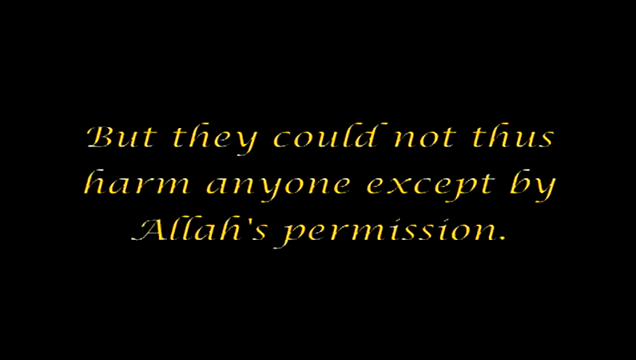 But they could not thus
harm anyone except by
Allah's permission.